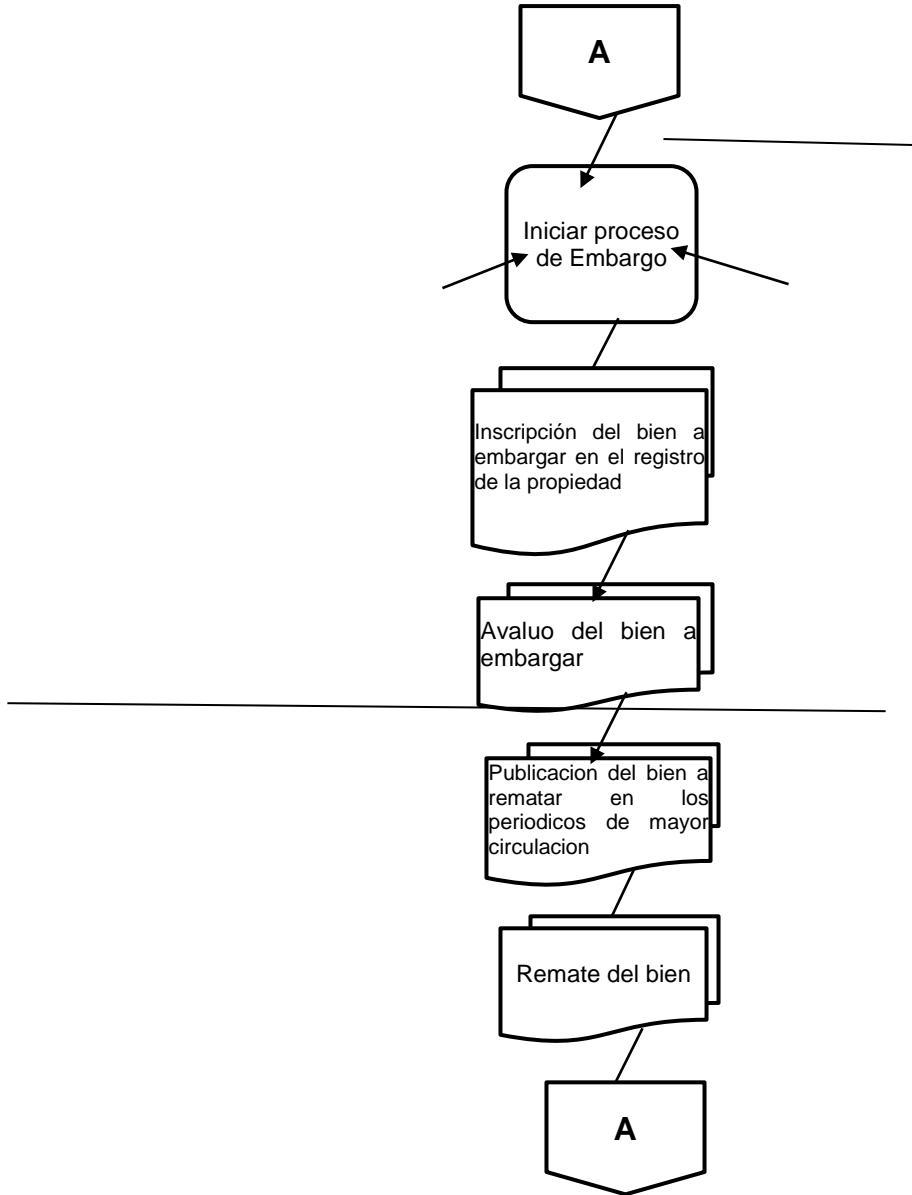 A
Iniciar proceso
de Embargo
Inscripción del bien a
embargar en el registro
de la propiedad
Avaluo del bien a
embargar
Publicacion del bien a
rematar en los
periodicos de mayor
circulacion
Remate del bien
A